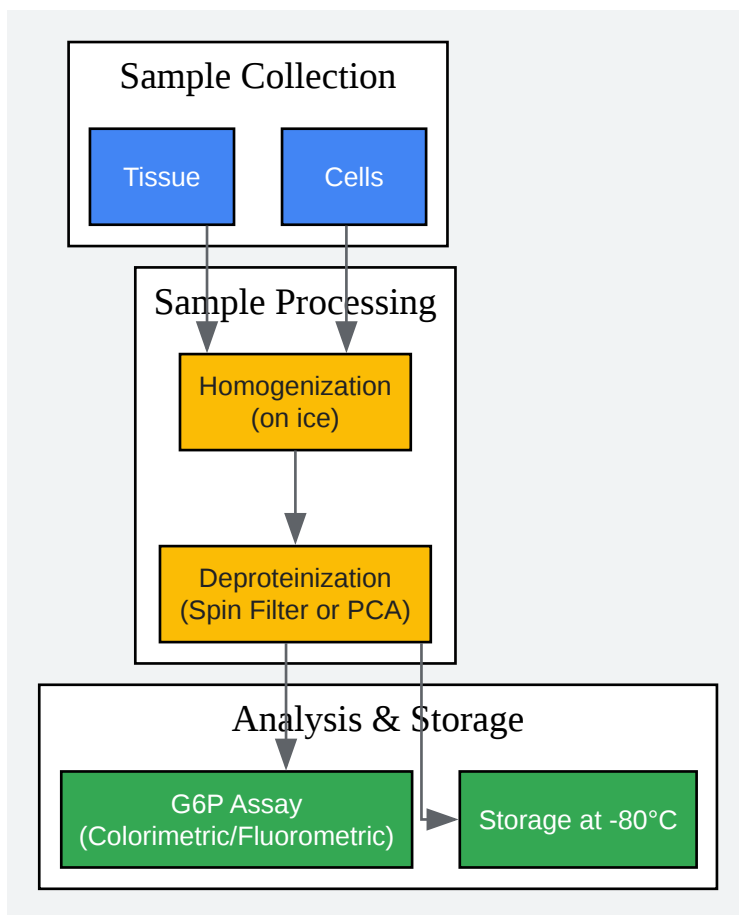 Sample Collection
Tissue
Cells
Sample Processing
Homogenization
(on ice)
Deproteinization
(Spin Filter or PCA)
Analysis & Storage
G6P Assay
(Colorimetric/Fluorometric)
Storage at -80°C